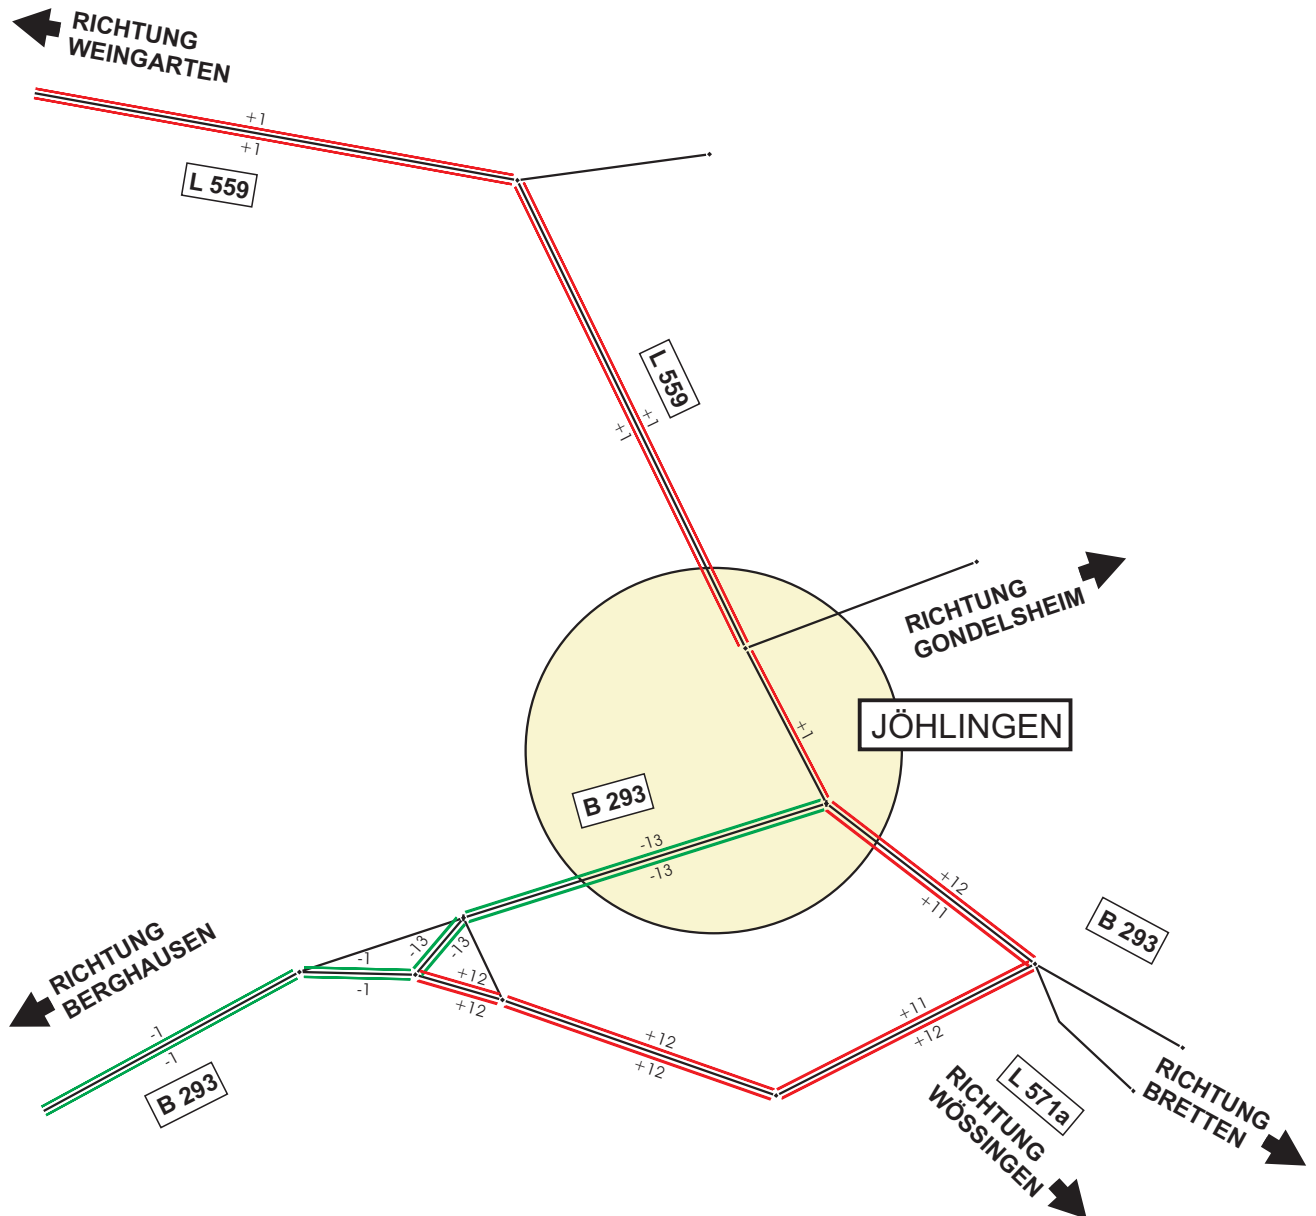 RICHTUNG
WEINGARTEN
+1
+1
L 559
L 559
+1
+1
RICHTUNG
GONDELSHEIM
JÖHLINGEN
+1
B 293
-13
-13
+12
+11
B 293
-13
-13
-1
-1
+12
+12
RICHTUNG
BERGHAUSEN
-1
-1
B 293
+12
+12
+11
+12
L 571a
RICHTUNG
BRETTEN
RICHTUNG
WÖSSINGEN